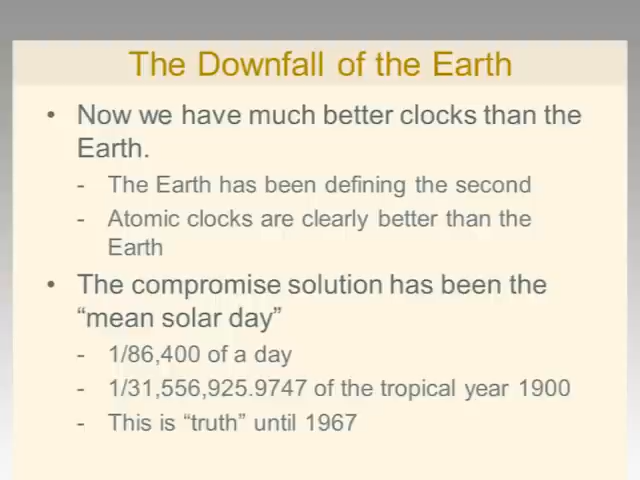 The Downfall of the Earth
• Now we have much better clocks than the
Earth.
- The Earth has been defining the second
- Atomic clocks are clearly better than the
Earth
• The compromise solution has been the
“mean solar day”
- 1/86,400 of a day
- 1/31,556,925.9747 of the tropical year 1900
- This is “truth” until 1967